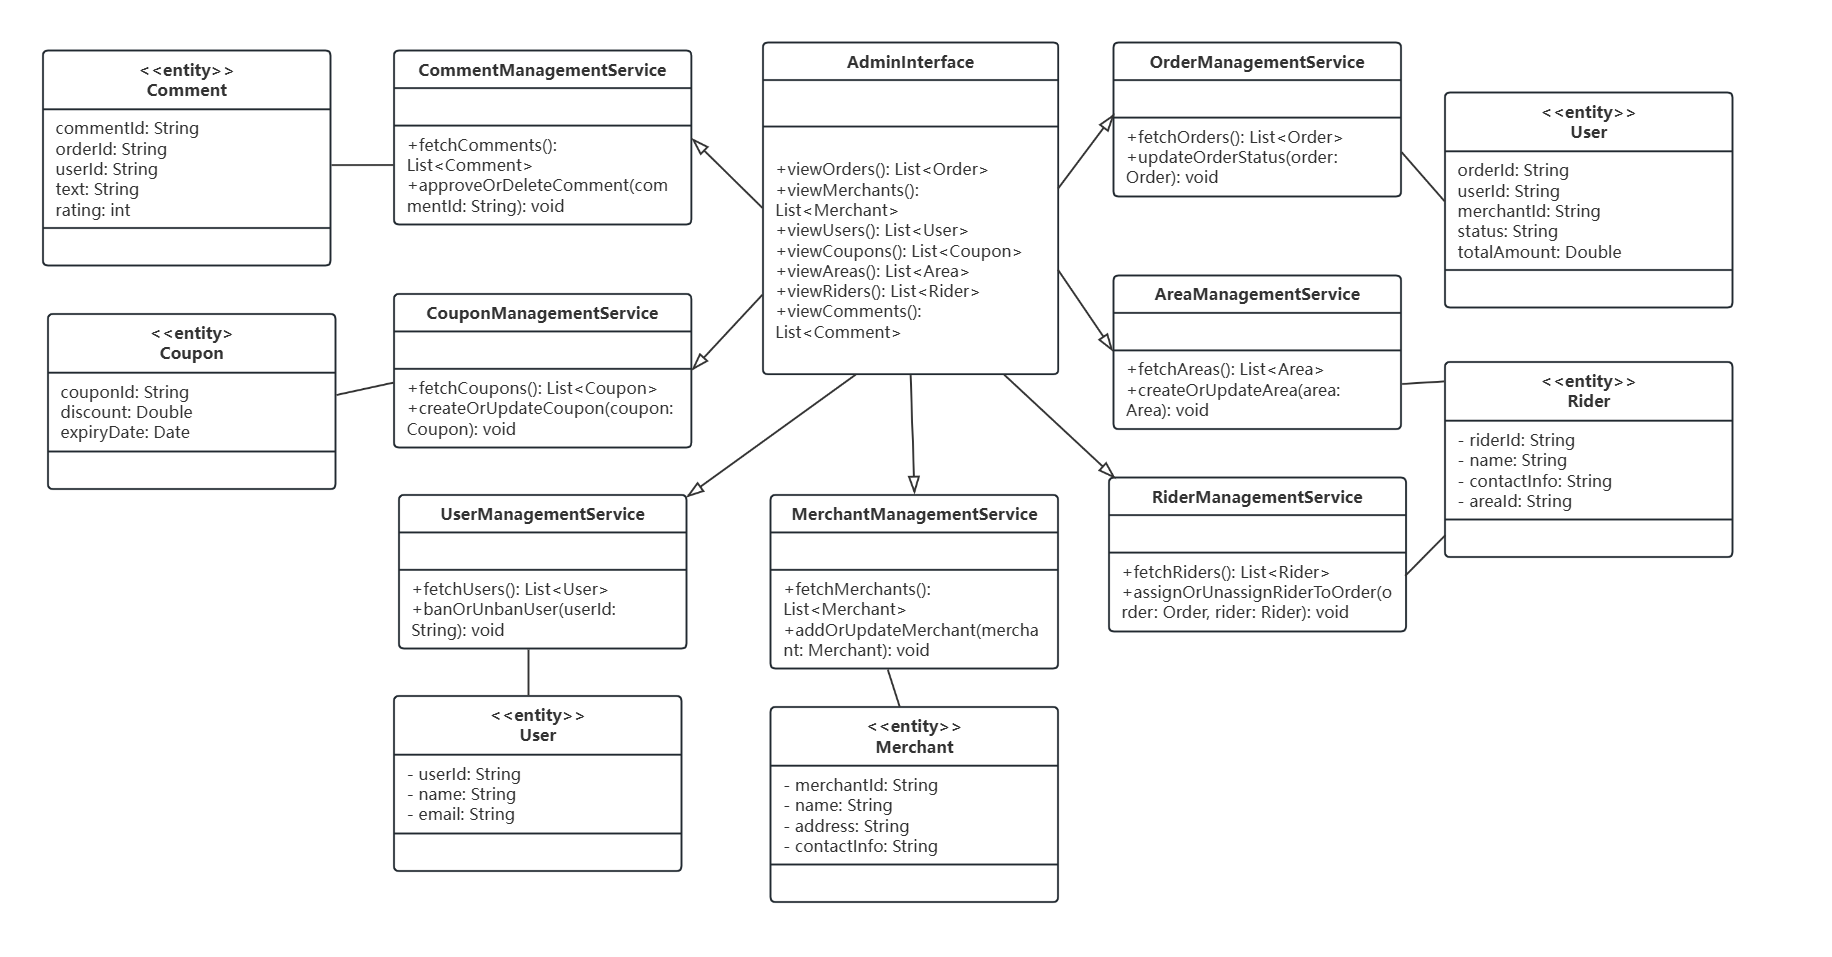 <<entity>>
Comment
commentId: String
orderId: String
userId: String
text: String
rating: int
CommentManagementService
+fetchComments():
List<Comment>
+approveOrDeleteComment(com
mentId: String): void
AdminInterface
+viewOrders(): List<Order>
+viewMerchants():
List<Merchant>
+viewUsers(): List<User>
+viewCoupons(): List<Coupon>
+viewAreas(): List<Area>
+viewRiders(): List<Rider>
+viewComments():
List<Comment>
OrderManagementService
+fetchOrders(): List<Order>
+updateOrderStatus(order:
Order): void
<<entity>>
User
orderId: String
userId: String
merchantId: String
status: String
totalAmount: Double
<<entity>
Coupon
couponId: String
discount: Double
expiryDate: Date
CouponManagementService
+fetchCoupons(): List<Coupon>
+createOrUpdateCoupon(coupon:
Coupon): void
AreaManagementService
+fetchAreas(): List<Area>
+createOrUpdateArea(area:
Area): void
<<entity>>
Rider
- riderId: String
- name: String
- contactInfo: String
- areaId: String
UserManagementService
+fetchUsers(): List<User>
+banOrUnbanUser(userId:
String): void
MerchantManagementService
+fetchMerchants():
List<Merchant>
+addOrUpdateMerchant(mercha
nt: Merchant): void
RiderManagementService
+fetchRiders(): List<Rider>
+assignOrUnassignRiderToOrder(o
rder: Order, rider: Rider): void
<<entity>>
User
- userId: String
- name: String
- email: String
<<entity>>
Merchant
- merchantId: String
- name: String
- address: String
- contactInfo: String